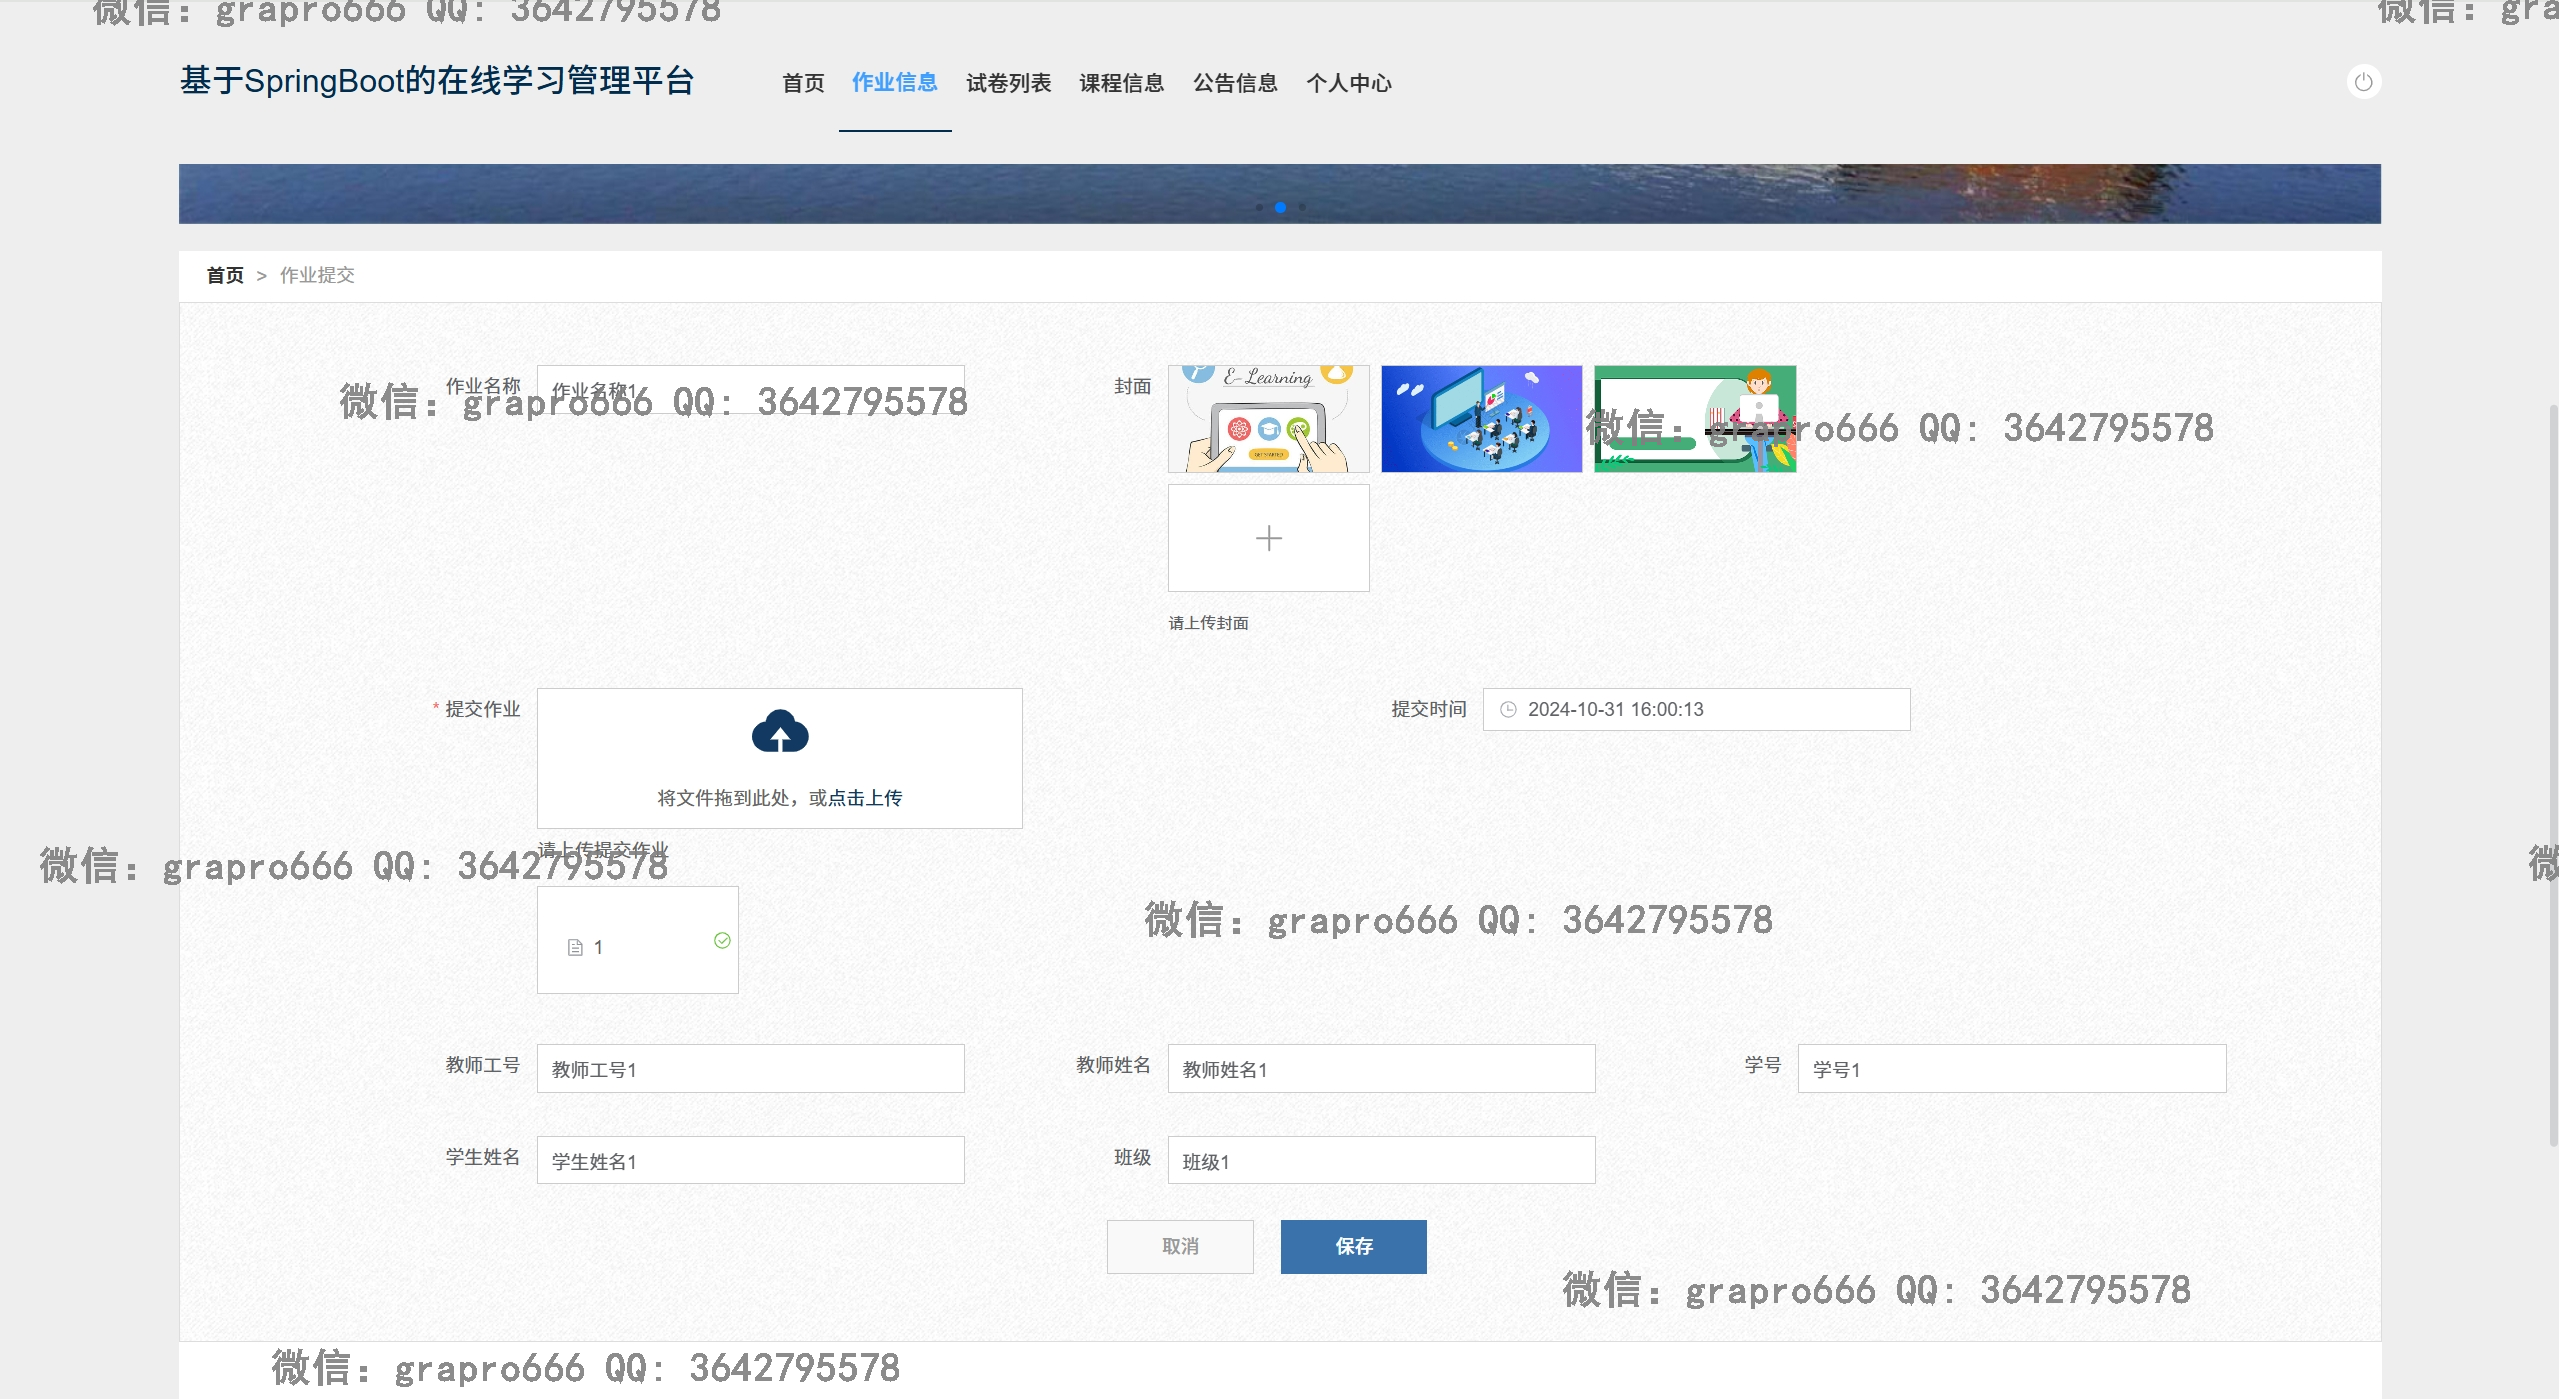 微信: grapro666 QQ: 3642795578
基于SpringBoot的在线学习管理平台
首页 作业信息 试卷列表 课程信息 公告信息 个人中心
首页 > 作业提交
作业名称 作业名称1
封面
E-Learning
GET STARTED
微信: grapro666 QQ: 3642795578
微信: grapro666 QQ: 3642795578
请上传封面
* 提交作业
将文件拖到此处，或点击上传
提交时间 2024-10-31 16:00:13
请上传提交作业
微信: grapro666 QQ: 3642795578
微信: grapro666 QQ: 3642795578
1
教师工号 教师工号1
教师姓名 教师姓名1
学号 学号1
学生姓名 学生姓名1
班级 班级1
取消 保存
微信: grapro666 QQ: 3642795578
微信: grapro666 QQ: 3642795578